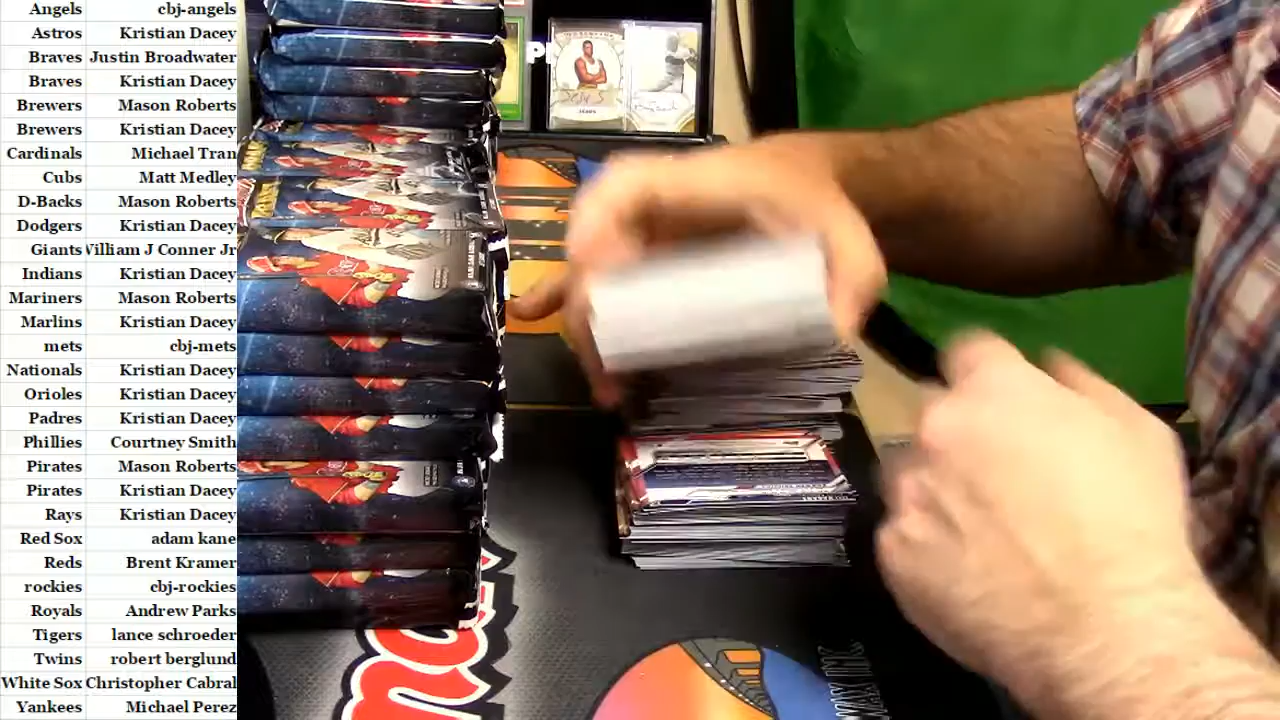 Angels cbj-angels
Astros Kristian Dacey
Braves Justin Broadwater
Braves Kristian Dacey
Brewers Mason Roberts
Brewers Kristian Dacey
Cardinals Michael Tran
Cubs Matt Medley
D-Backs Mason Roberts
Dodgers Kristian Dacey
Giants William J Conner Jr
Indians Kristian Dacey
Mariners Mason Roberts
Marlins Kristian Dacey
mets cbj-mets
Nationals Kristian Dacey
Orioles Kristian Dacey
Padres Kristian Dacey
Phillies Courtney Smith
Pirates Mason Roberts
Pirates Kristian Dacey
Rays Kristian Dacey
Red Sox adam kane
Reds Brent Kramer
rockies cbj-rockies
Royals Andrew Parks
Tigers lance schroeder
Twins robert berglund
White Sox Christopher Cabral
Yankees Michael Perez